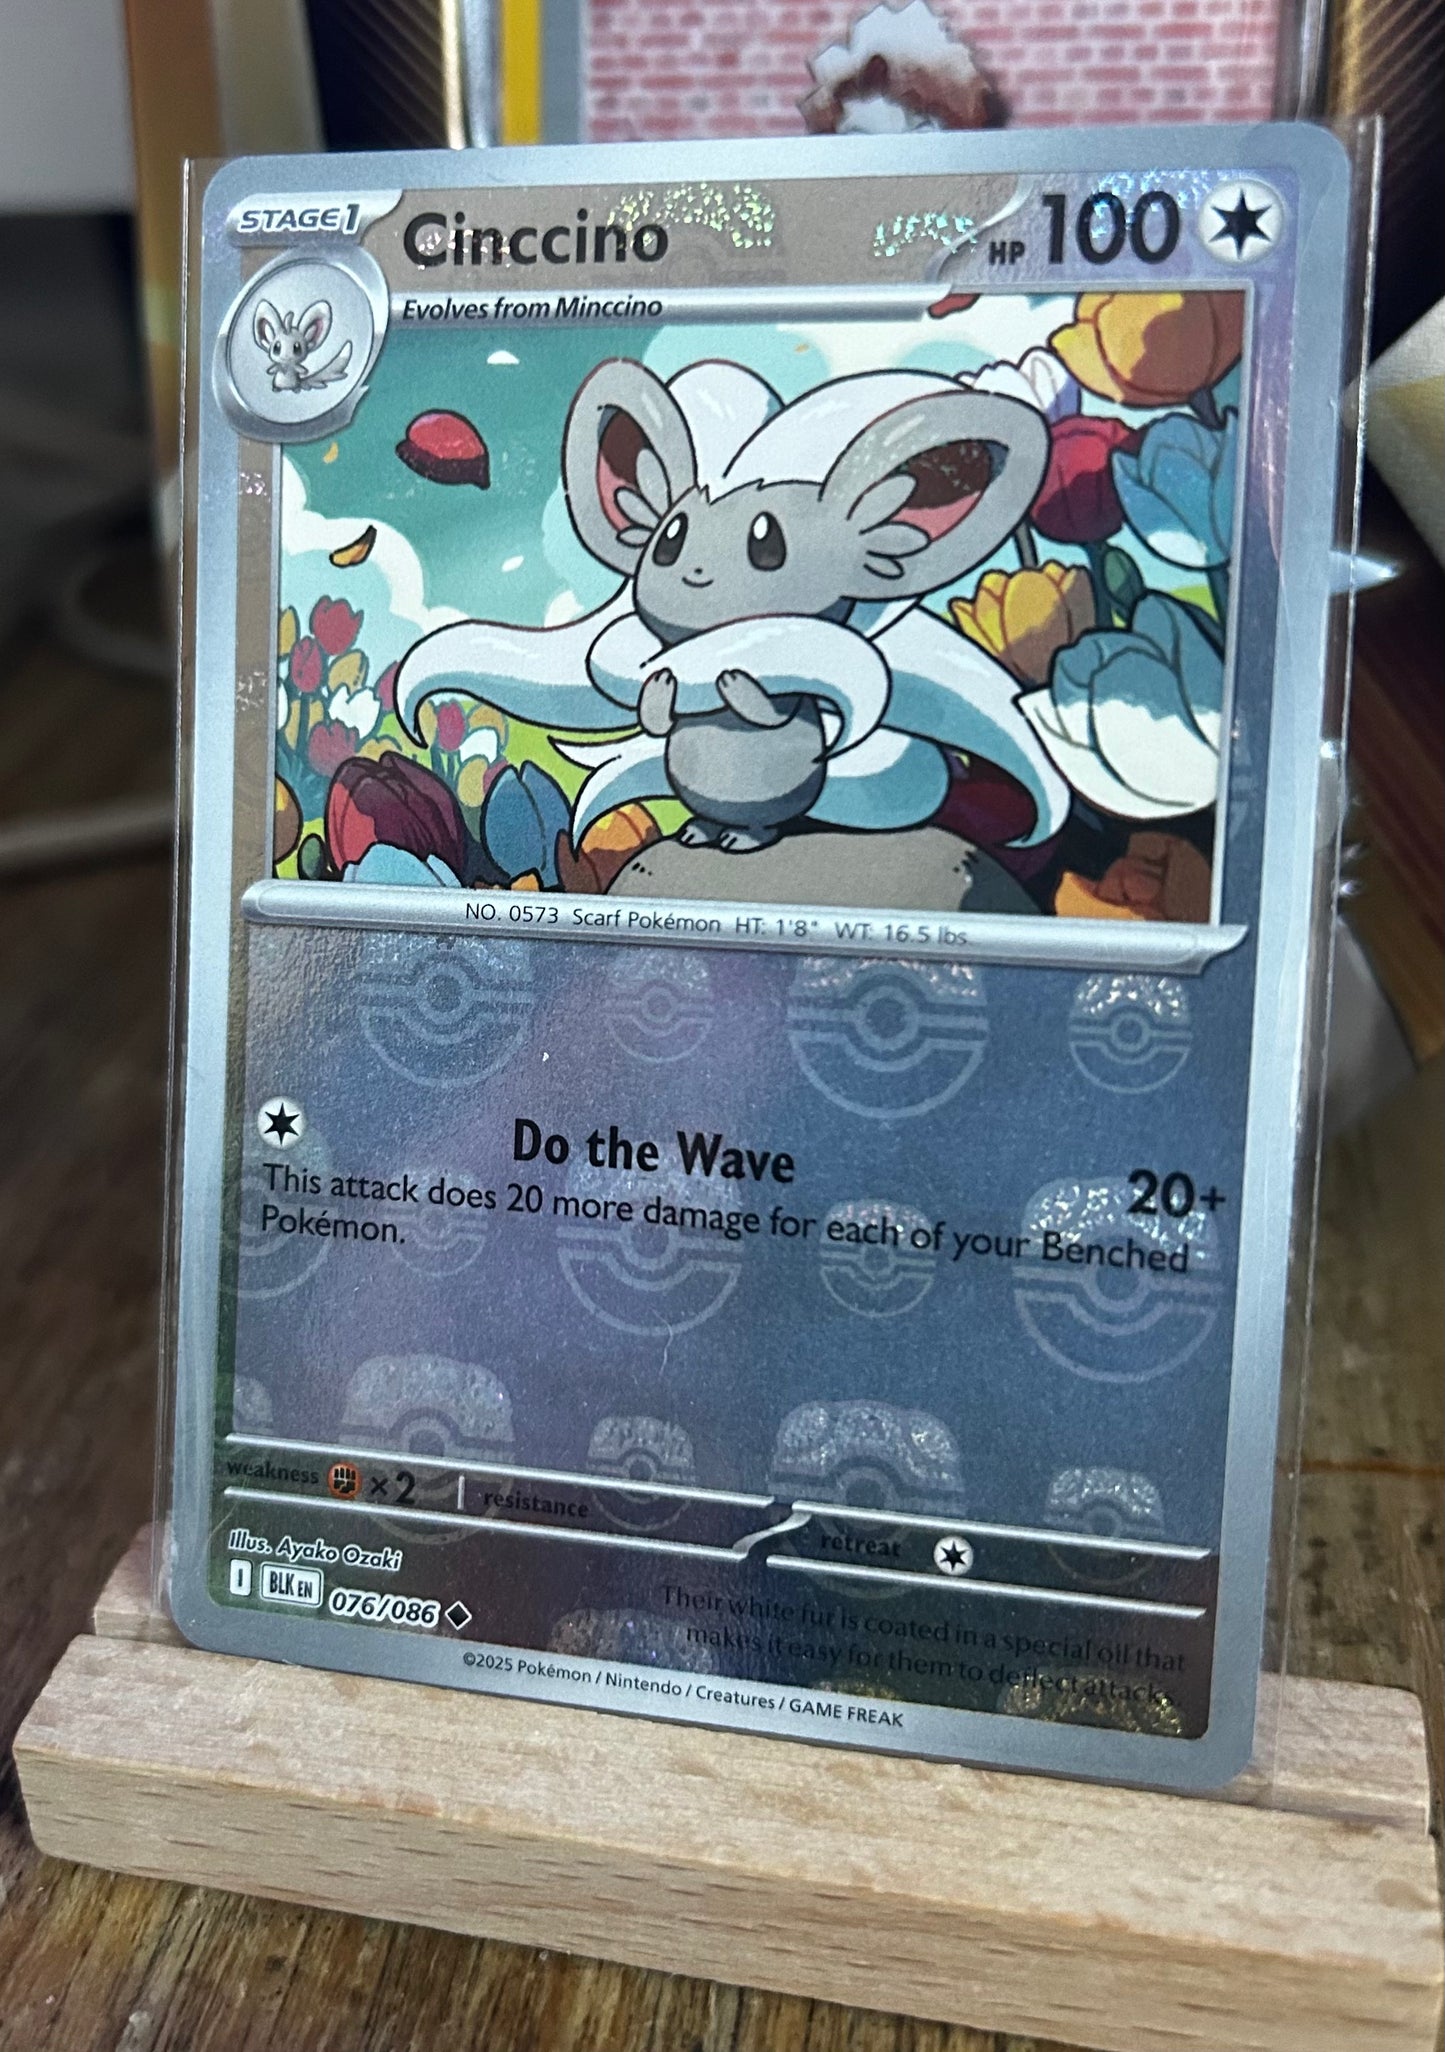 STAGE 1
Cinccino
HP 100
Evolves from Minccino
NO. 0573 Scarf Pokémon HT: 1'8" WT: 16.5 lbs.
Do the Wave
20+
This attack does 20 more damage for each of your Benched
Pokémon.
weakness ×2 resistance
retreat
Illus. Ayako Ozaki
I BLK EN 076/086
Their white fur is coated in a special oil that
makes it easy for them to deflect attacks.
©2025 Pokémon / Nintendo / Creatures / GAME FREAK